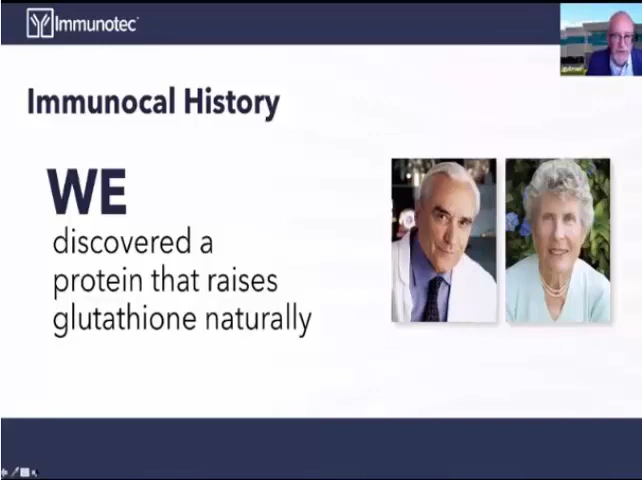 Immunotec
Immunocal History
WE
discovered a
protein that raises
glutathione naturally